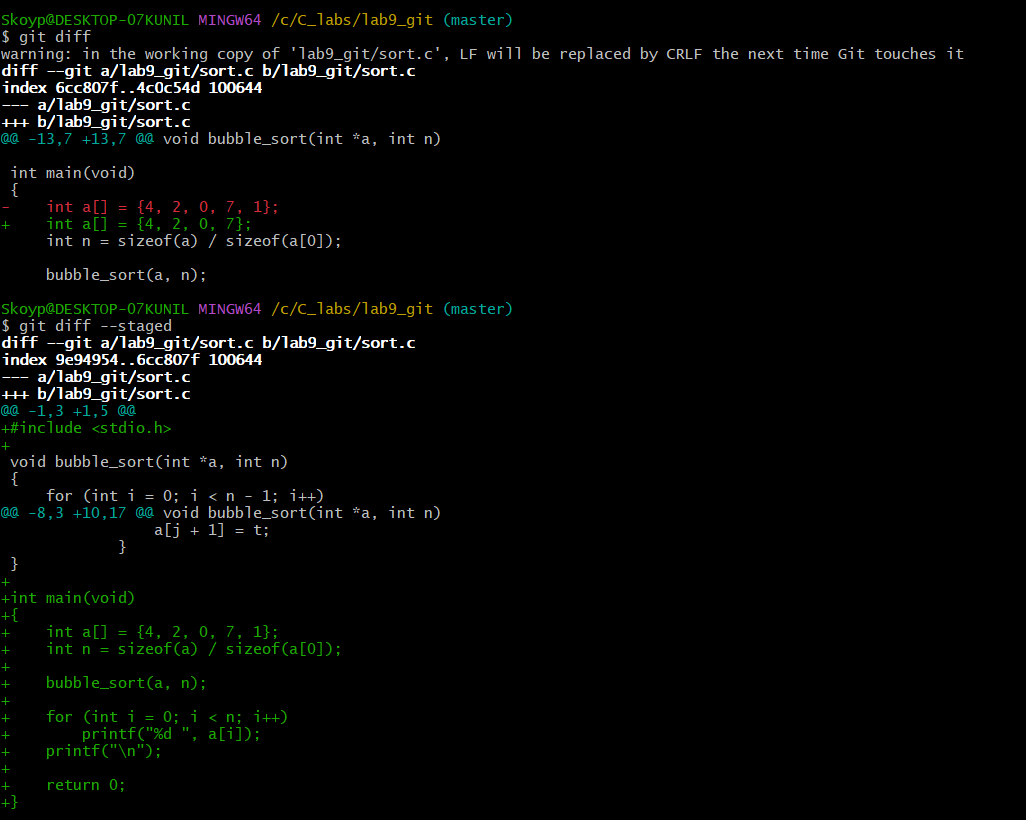 Skoyp@DESKTOP-07KUNIL MINGW64 /c/C_labs/lab9_git (master)
$ git diff
warning: in the working copy of 'lab9_git/sort.c', LF will be replaced by CRLF the next time Git touches it
diff --git a/lab9_git/sort.c b/lab9_git/sort.c
index 6cc807f..4c0c54d 100644
--- a/lab9_git/sort.c
+++ b/lab9_git/sort.c
@@ -13,7 +13,7 @@ void bubble_sort(int *a, int n)

 int main(void)
 {
-    int a[] = {4, 2, 0, 7, 1};
+    int a[] = {4, 2, 0, 7};
     int n = sizeof(a) / sizeof(a[0]);

     bubble_sort(a, n);

Skoyp@DESKTOP-07KUNIL MINGW64 /c/C_labs/lab9_git (master)
$ git diff --staged
diff --git a/lab9_git/sort.c b/lab9_git/sort.c
index 9e94954..6cc807f 100644
--- a/lab9_git/sort.c
+++ b/lab9_git/sort.c
@@ -1,3 +1,5 @@
+#include <stdio.h>
+
 void bubble_sort(int *a, int n)
 {
     for (int i = 0; i < n - 1; i++)
@@ -8,3 +10,17 @@ void bubble_sort(int *a, int n)
                 a[j + 1] = t;
             }
 }
+
+int main(void)
+{
+    int a[] = {4, 2, 0, 7, 1};
+    int n = sizeof(a) / sizeof(a[0]);
+
+    bubble_sort(a, n);
+
+    for (int i = 0; i < n; i++)
+        printf("%d ", a[i]);
+    printf("\n");
+
+    return 0;
+}